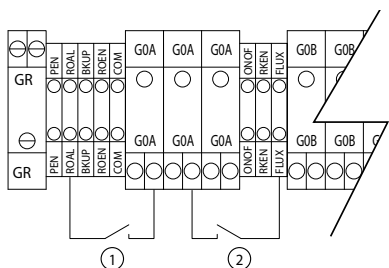 PEN ROAL BKUP ROEN COM G0A G0A G0A ONOF RKEN FLUX G0B G0B
GR
G0A G0A G0A G0B G0B
GR PEN ROAL BKUP ROEN COM ONOF RKEN FLUX
1 2